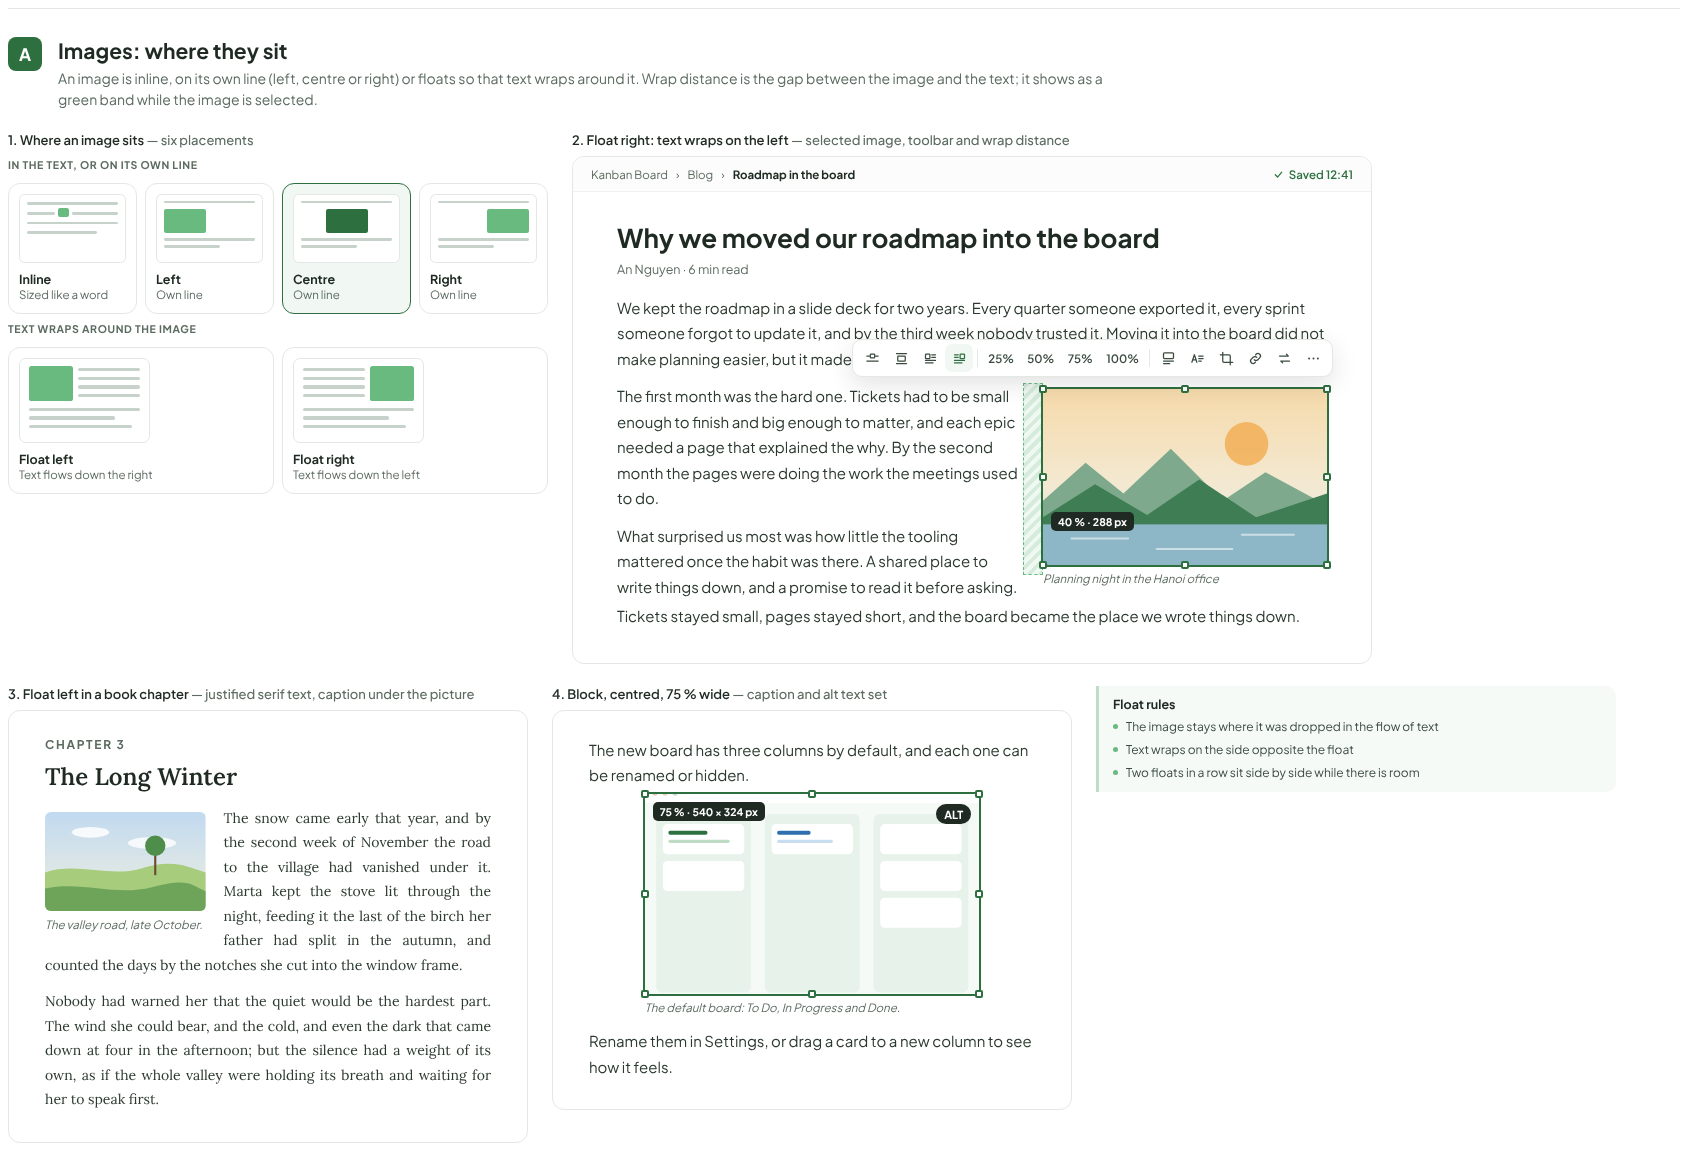 A
Images: where they sit
An image is inline, on its own line (left, centre or right) or floats so that text wraps around it. Wrap distance is the gap between the image and the text; it shows as a
green band while the image is selected.
1. Where an image sits — six placements
IN THE TEXT, OR ON ITS OWN LINE
Inline
Sized like a word
Left
Own line
Centre
Own line
Right
Own line
TEXT WRAPS AROUND THE IMAGE
Float left
Text flows down the right
Float right
Text flows down the left
2. Float right: text wraps on the left — selected image, toolbar and wrap distance
Kanban Board › Blog › Roadmap in the board
✓ Saved 12:41
Why we moved our roadmap into the board
An Nguyen · 6 min read
We kept the roadmap in a slide deck for two years. Every quarter someone exported it, every sprint
someone forgot to update it, and by the third week nobody trusted it. Moving it into the board did not
make planning easier, but it made
25% 50% 75% 100%
The first month was the hard one. Tickets had to be small
enough to finish and big enough to matter, and each epic
needed a page that explained the why. By the second
month the pages were doing the work the meetings used
to do.
What surprised us most was how little the tooling
mattered once the habit was there. A shared place to
write things down, and a promise to read it before asking.
40 % · 288 px
Planning night in the Hanoi office
Tickets stayed small, pages stayed short, and the board became the place we wrote things down.
3. Float left in a book chapter — justified serif text, caption under the picture
CHAPTER 3
The Long Winter
The snow came early that year, and by
the second week of November the road
to the village had vanished under it.
Marta kept the stove lit through the
night, feeding it the last of the birch her
father had split in the autumn, and
counted the days by the notches she cut into the window frame.
The valley road, late October.
Nobody had warned her that the quiet would be the hardest part.
The wind she could bear, and the cold, and even the dark that came
down at four in the afternoon; but the silence had a weight of its
own, as if the whole valley were holding its breath and waiting for
her to speak first.
4. Block, centred, 75 % wide — caption and alt text set
The new board has three columns by default, and each one can
be renamed or hidden.
75 % · 540 × 324 px
ALT
The default board: To Do, In Progress and Done.
Rename them in Settings, or drag a card to a new column to see
how it feels.
Float rules
The image stays where it was dropped in the flow of text
Text wraps on the side opposite the float
Two floats in a row sit side by side while there is room